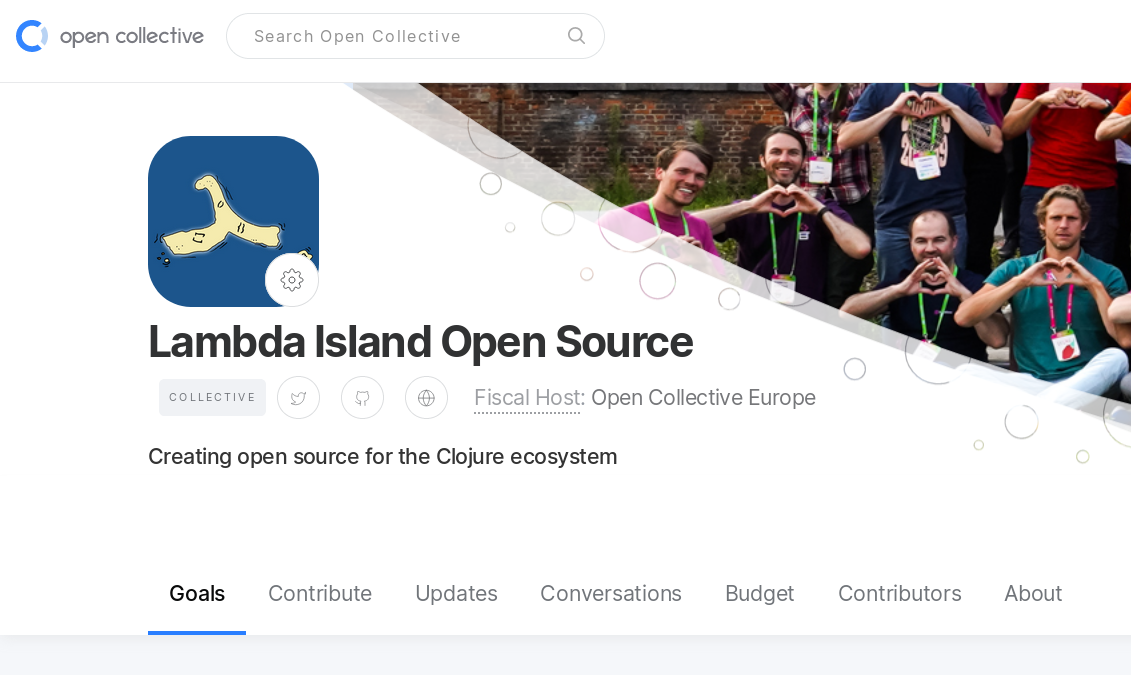 open collective
Search Open Collective
Lambda Island Open Source
COLLECTIVE
Fiscal Host: Open Collective Europe
Creating open source for the Clojure ecosystem
Goals Contribute Updates Conversations Budget Contributors About